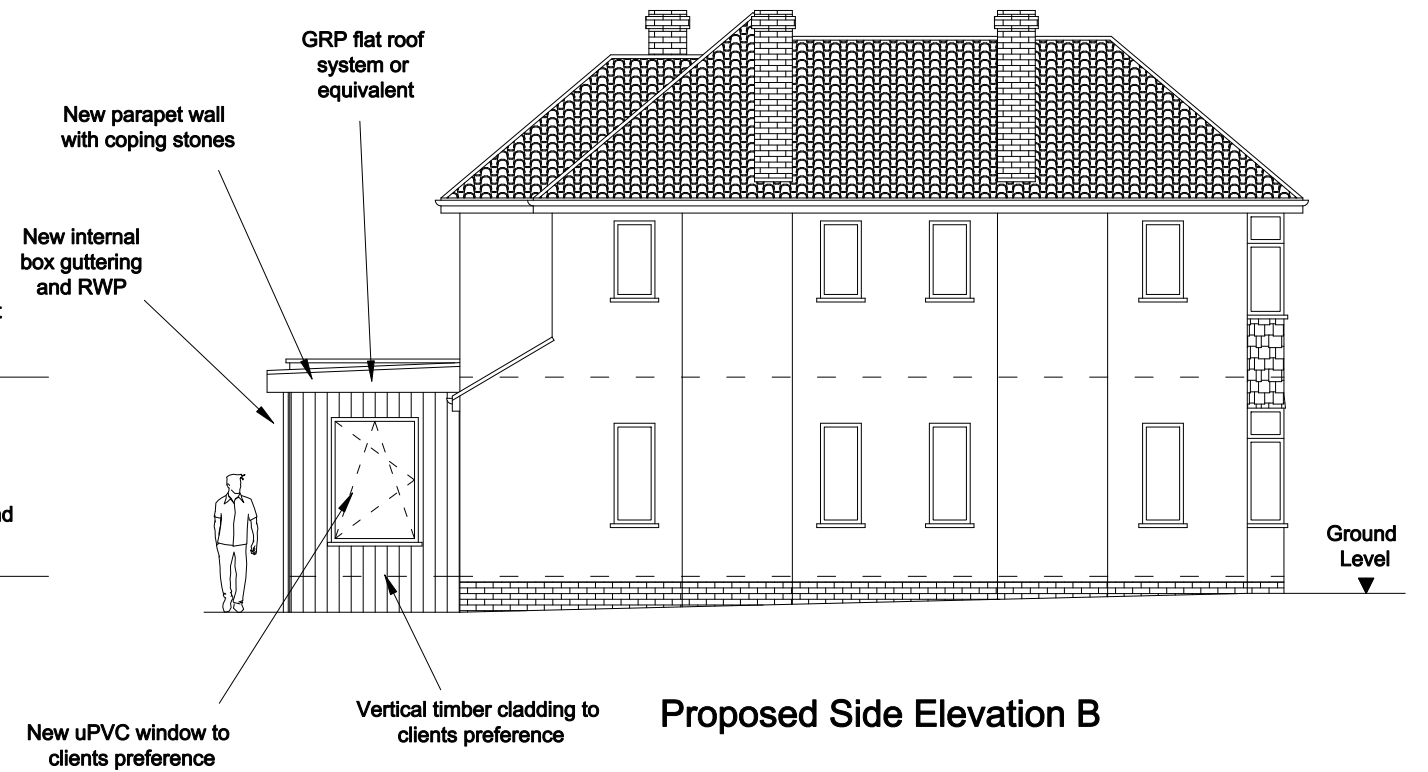 GRP flat roof
system or
equivalent
New parapet wall
with coping stones
New internal
box guttering
and RWP
Ground
Level
New uPVC window to
clients preference
Vertical timber cladding to
clients preference
Proposed Side Elevation B